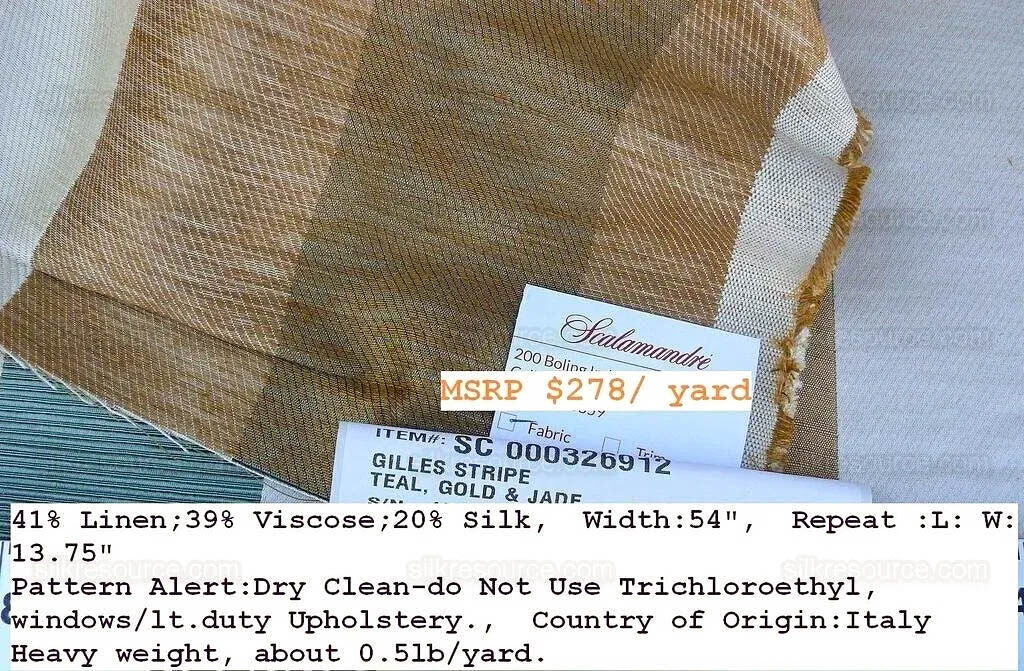 Scalamandré
200 Boling
MSRP $278/ yard
Fabric
ITEM#: SC 000326912
GILLES STRIPE
TEAL, GOLD & JADE
41% Linen;39% Viscose;20% Silk, Width:54", Repeat :L: W:
13.75"
Pattern Alert:Dry Clean-do Not Use Trichloroethyl,
windows/lt.duty Upholstery., Country of Origin:Italy
Heavy weight, about 0.5lb/yard.
silkresource.com